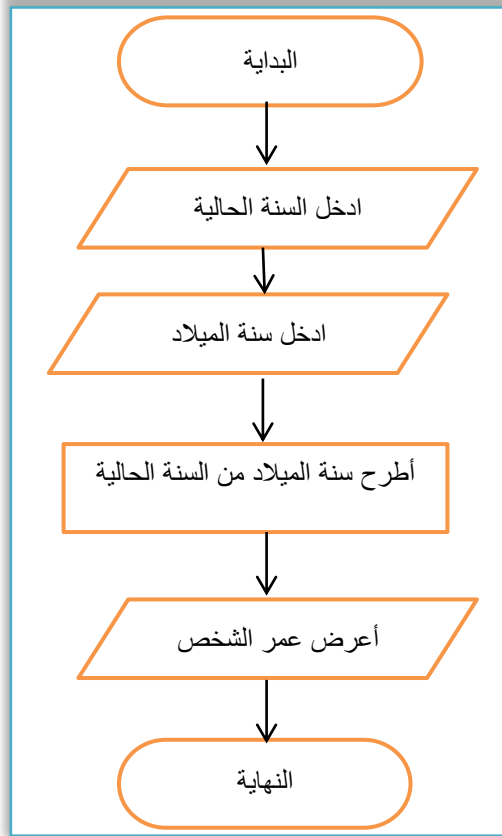 البداية
ادخل السنة الحالية
ادخل سنة الميلاد
أطرح سنة الميلاد من السنة الحالية
أعرض عمر الشخص
النهاية